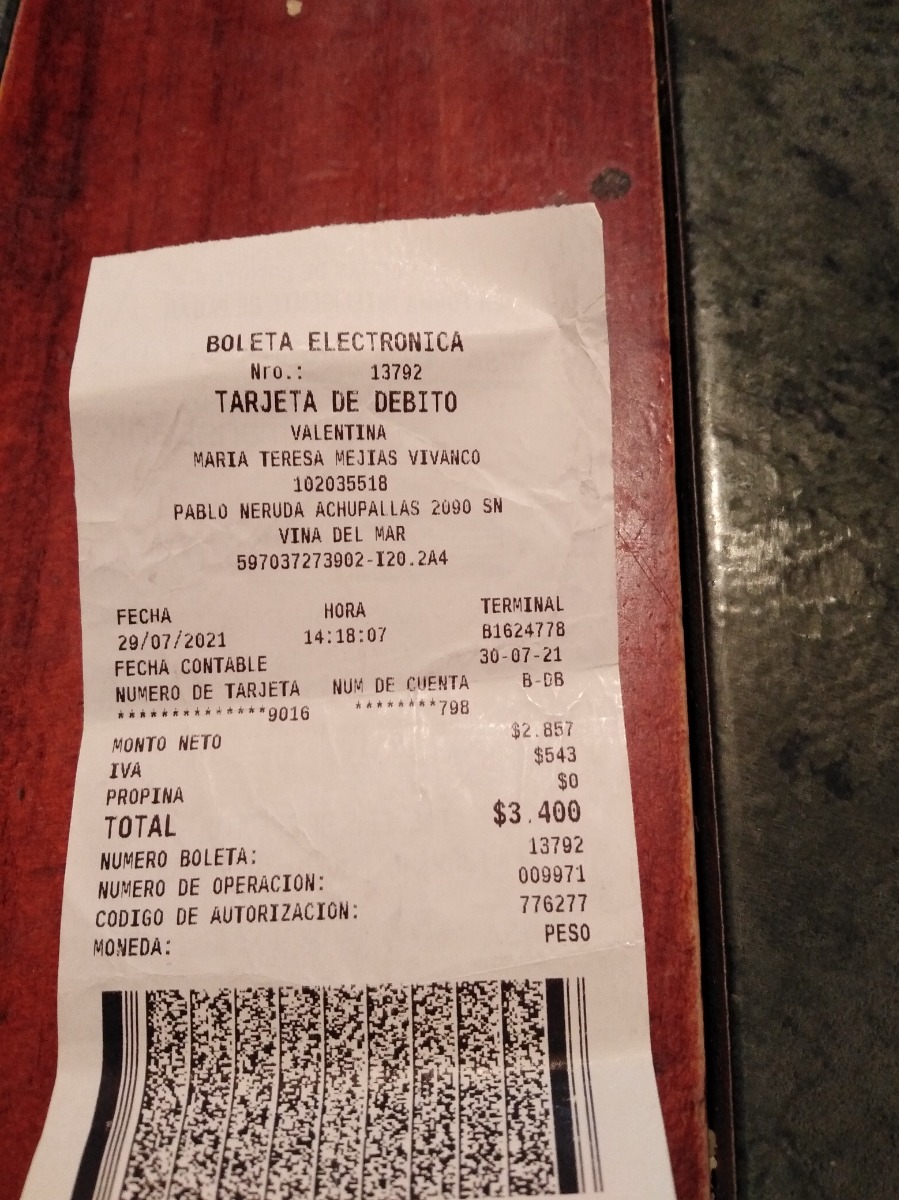 BOLETA ELECTRONICA
Nro.: 13792
TARJETA DE DEBITO
VALENTINA
MARIA TERESA MEJIAS VIVANCO
102035518
PABLO NERUDA ACHUPALLAS 2090 SN
VINA DEL MAR
597037273902-I20.2A4
FECHA HORA TERMINAL
29/07/2021 14:18:07 B1624778
FECHA CONTABLE 30-07-21
NUMERO DE TARJETA NUM DE CUENTA B-DB
**************9016 ********798
MONTO NETO $2.857
IVA $543
PROPINA $0
TOTAL $3.400
NUMERO BOLETA: 13792
NUMERO DE OPERACION: 009971
CODIGO DE AUTORIZACION: 776277
MONEDA: PESO